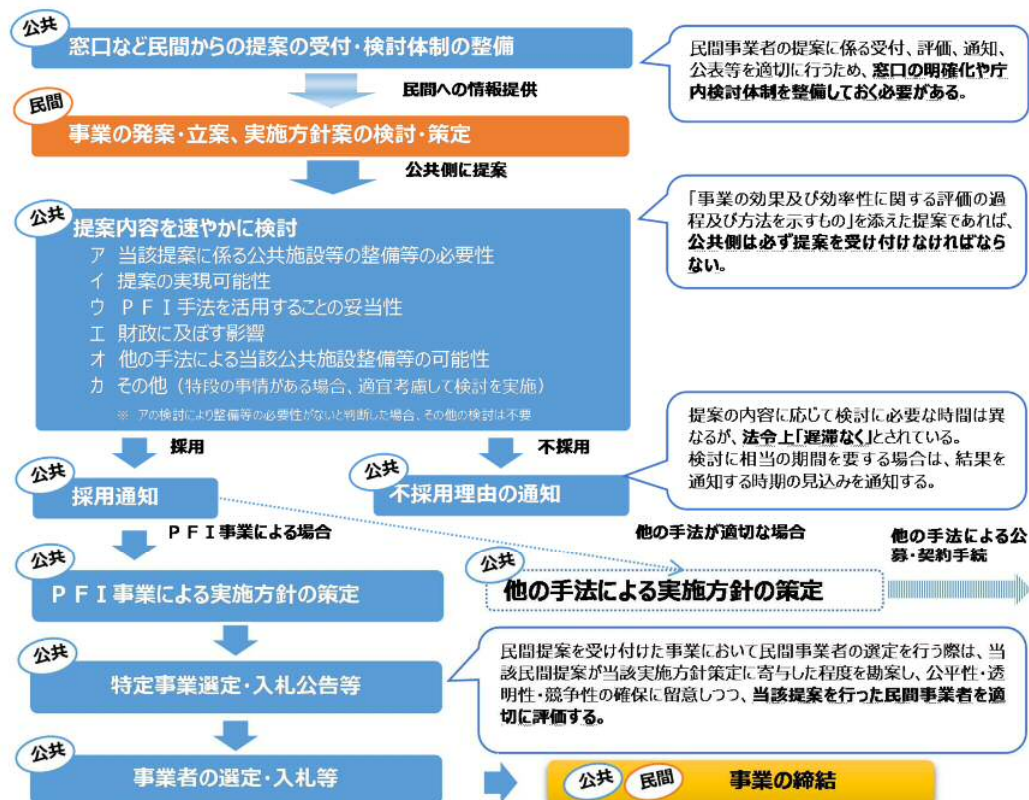 公共
窓口など民間からの提案の受付・検討体制の整備
民間事業者の提案に係る受付、評価、通知、
公表等を適切に行うため、窓口の明確化や庁
内検討体制を整備しておく必要がある。
民間への情報提供
民間
事業の発案・立案、実施方針案の検討・策定
公共側に提案
公共
提案内容を速やかに検討
ア 当該提案に係る公共施設等の整備等の必要性
イ 提案の実現可能性
ウ PFI手法を活用することの妥当性
エ 財政に及ぼす影響
オ 他の手法による当該公共施設整備等の可能性
カ その他（特段の事情がある場合、適宜考慮して検討を実施）
※ アの検討により整備等の必要性がないと判断した場合、その他の検討は不要
「事業の効果及び効率性に関する評価の過
程及び方法を示すもの」を添えた提案であれば、
公共側は必ず提案を受け付けなければなら
ない。
採用
不採用
提案の内容に応じて検討に必要な時間は異
なるが、法令上「遅滞なく」とされている。
検討に相当の期間を要する場合は、結果を
通知する時期の見込みを通知する。
公共
採用通知
公共
不採用理由の通知
PFI事業による場合
他の手法が適切な場合
他の手法による公
募・契約手続
公共
PFI事業による実施方針の策定
公共
他の手法による実施方針の策定
公共
特定事業選定・入札公告等
民間提案を受け付けた事業において民間事業者の選定を行う際は、当
該民間提案が当該実施方針策定に寄与した程度を勘案し、公平性・透
明性・競争性の確保に留意しつつ、当該提案を行った民間事業者を適
切に評価する。
公共
事業者の選定・入札等
公共
民間
事業の締結